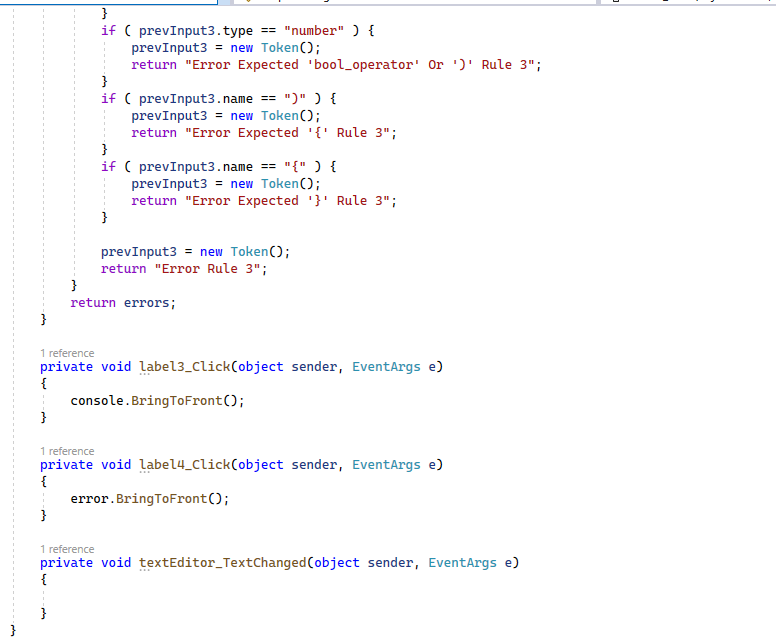 }
if ( prevInput3.type == "number" ) {
prevInput3 = new Token();
return "Error Expected 'bool_operator' Or ')' Rule 3";
}
if ( prevInput3.name == ")" ) {
prevInput3 = new Token();
return "Error Expected '{' Rule 3";
}
if ( prevInput3.name == "{" ) {
prevInput3 = new Token();
return "Error Expected '}' Rule 3";
}
prevInput3 = new Token();
return "Error Rule 3";
}
return errors;
}
1 reference
private void label3_Click(object sender, EventArgs e)
{
console.BringToFront();
}
1 reference
private void label4_Click(object sender, EventArgs e)
{
error.BringToFront();
}
1 reference
private void textEditor_TextChanged(object sender, EventArgs e)
{
}
}